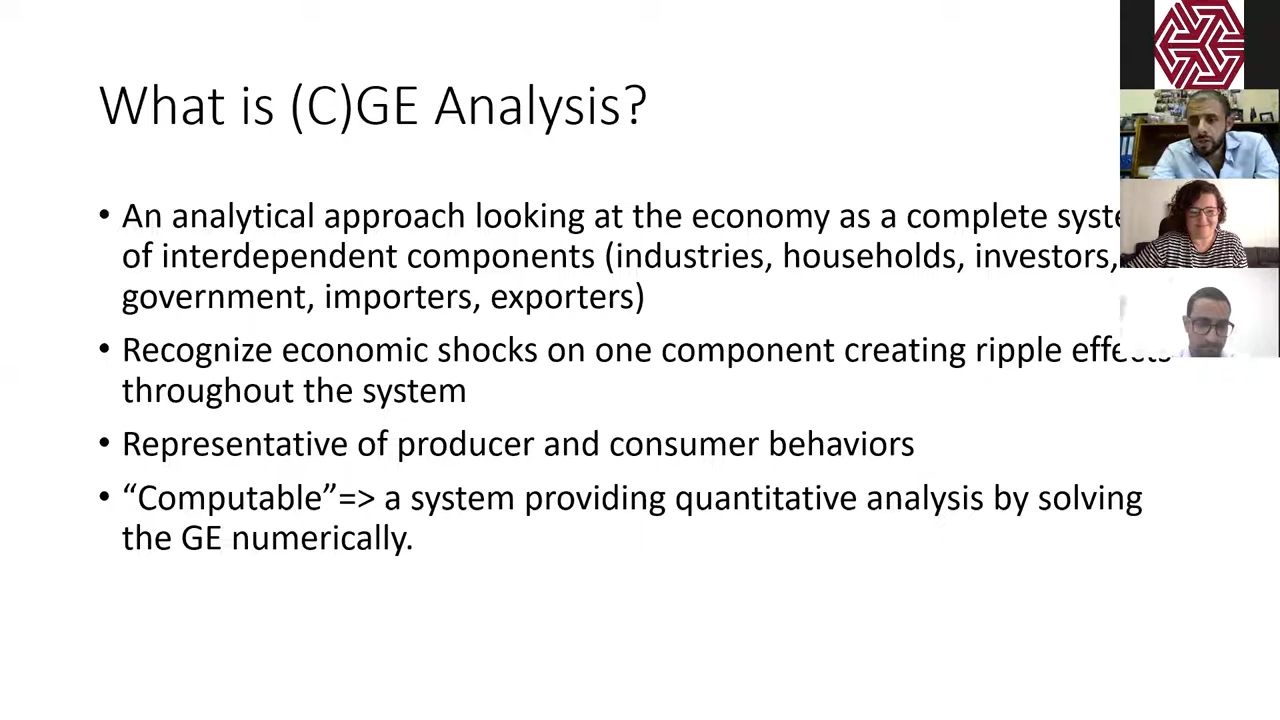 What is (C)GE Analysis?
• An analytical approach looking at the economy as a complete
of interdependent components (industries, households, investors,
government, importers, exporters)
• Recognize economic shocks on one component creating ripple effects
throughout the system
• Representative of producer and consumer behaviors
• “Computable”=> a system providing quantitative analysis by solving
the GE numerically.